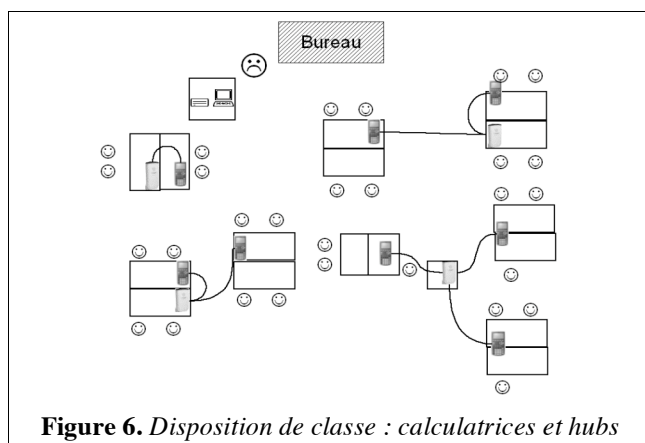 Bureau
Figure 6. Disposition de classe : calculatrices et hubs